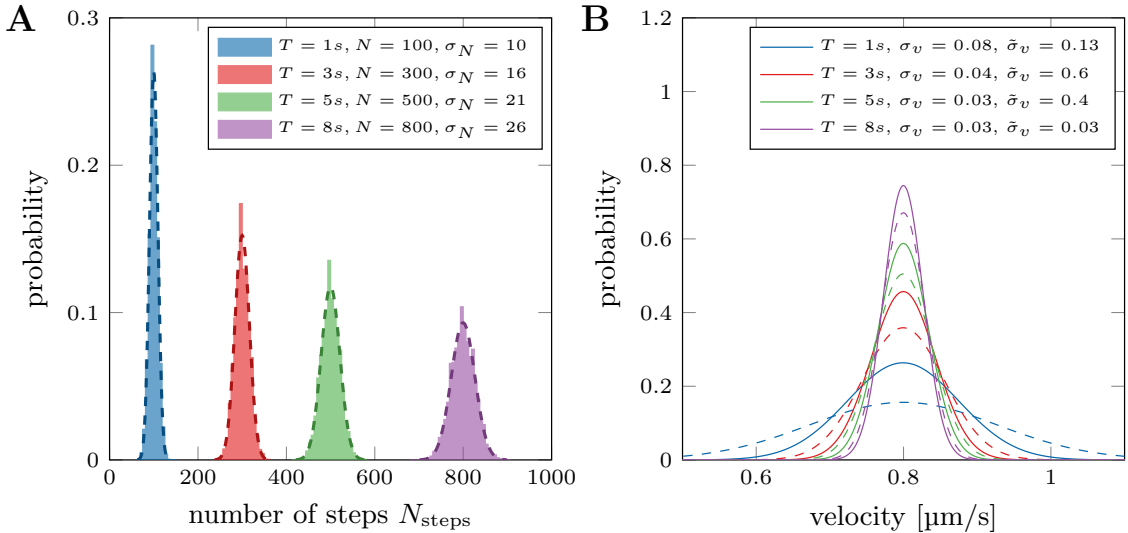 A
0.3
0.2
0.1
0
probability
T = 1s, N = 100, σ_N = 10
T = 3s, N = 300, σ_N = 16
T = 5s, N = 500, σ_N = 21
T = 8s, N = 800, σ_N = 26
0 200 400 600 800 1000
number of steps N_steps
B
1.2
1
0.8
0.6
0.4
0.2
0
probability
T = 1s, σ_v = 0.08, σ̃_v = 0.13
T = 3s, σ_v = 0.04, σ̃_v = 0.6
T = 5s, σ_v = 0.03, σ̃_v = 0.4
T = 8s, σ_v = 0.03, σ̃_v = 0.03
0.6 0.8 1
velocity [µm/s]